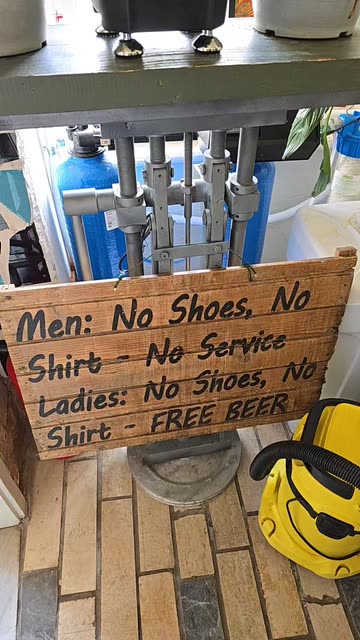 Men: No Shoes, No
Shirt - No Service
Ladies: No Shoes, No
Shirt - FREE BEER